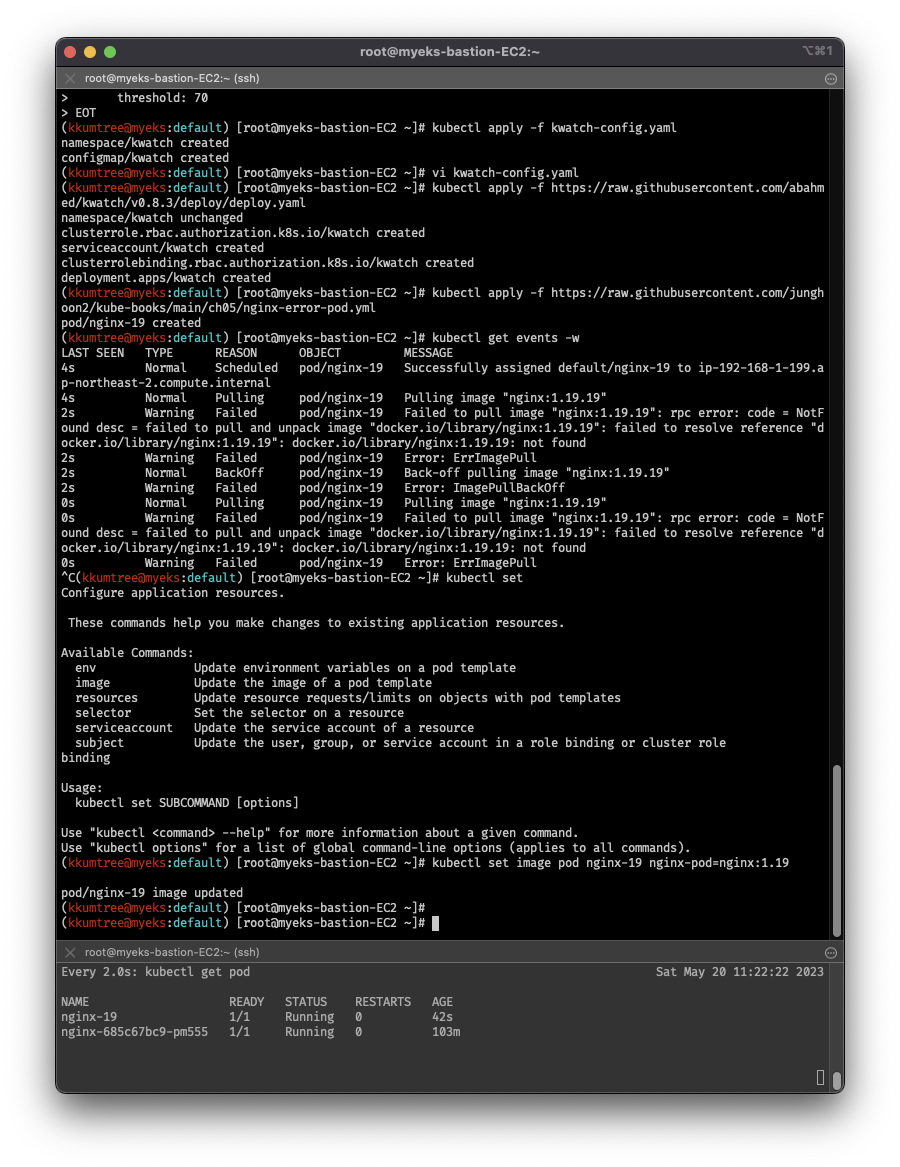 root@myeks-bastion-EC2:~
⌥⌘1
root@myeks-bastion-EC2:~ (ssh)
>       threshold: 70
> EOT
(kkumtree@myeks:default) [root@myeks-bastion-EC2 ~]# kubectl apply -f kwatch-config.yaml
namespace/kwatch created
configmap/kwatch created
(kkumtree@myeks:default) [root@myeks-bastion-EC2 ~]# vi kwatch-config.yaml
(kkumtree@myeks:default) [root@myeks-bastion-EC2 ~]# kubectl apply -f https://raw.githubusercontent.com/abahm
ed/kwatch/v0.8.3/deploy/deploy.yaml
namespace/kwatch unchanged
clusterrole.rbac.authorization.k8s.io/kwatch created
serviceaccount/kwatch created
clusterrolebinding.rbac.authorization.k8s.io/kwatch created
deployment.apps/kwatch created
(kkumtree@myeks:default) [root@myeks-bastion-EC2 ~]# kubectl apply -f https://raw.githubusercontent.com/jungh
oon2/kube-books/main/ch05/nginx-error-pod.yml
pod/nginx-19 created
(kkumtree@myeks:default) [root@myeks-bastion-EC2 ~]# kubectl get events -w
LAST SEEN   TYPE      REASON      OBJECT         MESSAGE
4s          Normal    Scheduled   pod/nginx-19   Successfully assigned default/nginx-19 to ip-192-168-1-199.a
p-northeast-2.compute.internal
4s          Normal    Pulling     pod/nginx-19   Pulling image "nginx:1.19.19"
2s          Warning   Failed      pod/nginx-19   Failed to pull image "nginx:1.19.19": rpc error: code = NotF
ound desc = failed to pull and unpack image "docker.io/library/nginx:1.19.19": failed to resolve reference "d
ocker.io/library/nginx:1.19.19": docker.io/library/nginx:1.19.19: not found
2s          Warning   Failed      pod/nginx-19   Error: ErrImagePull
2s          Normal    BackOff     pod/nginx-19   Back-off pulling image "nginx:1.19.19"
2s          Warning   Failed      pod/nginx-19   Error: ImagePullBackOff
0s          Normal    Pulling     pod/nginx-19   Pulling image "nginx:1.19.19"
0s          Warning   Failed      pod/nginx-19   Failed to pull image "nginx:1.19.19": rpc error: code = NotF
ound desc = failed to pull and unpack image "docker.io/library/nginx:1.19.19": failed to resolve reference "d
ocker.io/library/nginx:1.19.19": docker.io/library/nginx:1.19.19: not found
0s          Warning   Failed      pod/nginx-19   Error: ErrImagePull
^C(kkumtree@myeks:default) [root@myeks-bastion-EC2 ~]# kubectl set
Configure application resources.
 These commands help you make changes to existing application resources.
Available Commands:
  env              Update environment variables on a pod template
  image            Update the image of a pod template
  resources        Update resource requests/limits on objects with pod templates
  selector         Set the selector on a resource
  serviceaccount   Update the service account of a resource
  subject          Update the user, group, or service account in a role binding or cluster role
binding
Usage:
  kubectl set SUBCOMMAND [options]
Use "kubectl <command> --help" for more information about a given command.
Use "kubectl options" for a list of global command-line options (applies to all commands).
(kkumtree@myeks:default) [root@myeks-bastion-EC2 ~]# kubectl set image pod nginx-19 nginx-pod=nginx:1.19
pod/nginx-19 image updated
(kkumtree@myeks:default) [root@myeks-bastion-EC2 ~]#
(kkumtree@myeks:default) [root@myeks-bastion-EC2 ~]#
root@myeks-bastion-EC2:~ (ssh)
Every 2.0s: kubectl get pod                                                          Sat May 20 11:22:22 2023
NAME                    READY   STATUS    RESTARTS   AGE
nginx-19                1/1     Running   0          42s
nginx-685c67bc9-pm555   1/1     Running   0          103m